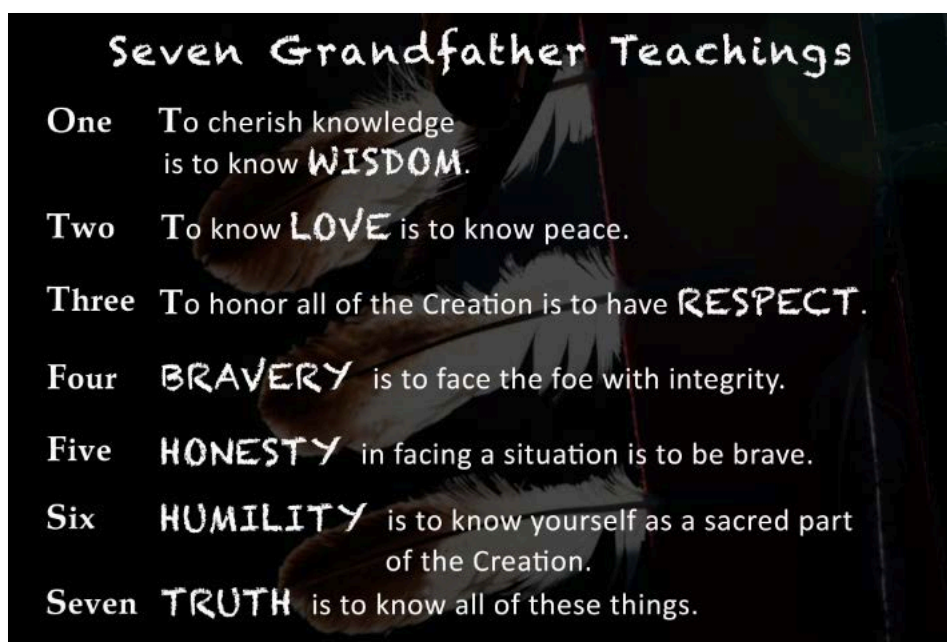 Seven Grandfather Teachings
One To cherish knowledge
is to know WISDOM.
Two To know LOVE is to know peace.
Three To honor all of the Creation is to have RESPECT.
Four BRAVERY is to face the foe with integrity.
Five HONESTY in facing a situation is to be brave.
Six HUMILITY is to know yourself as a sacred part
of the Creation.
Seven TRUTH is to know all of these things.